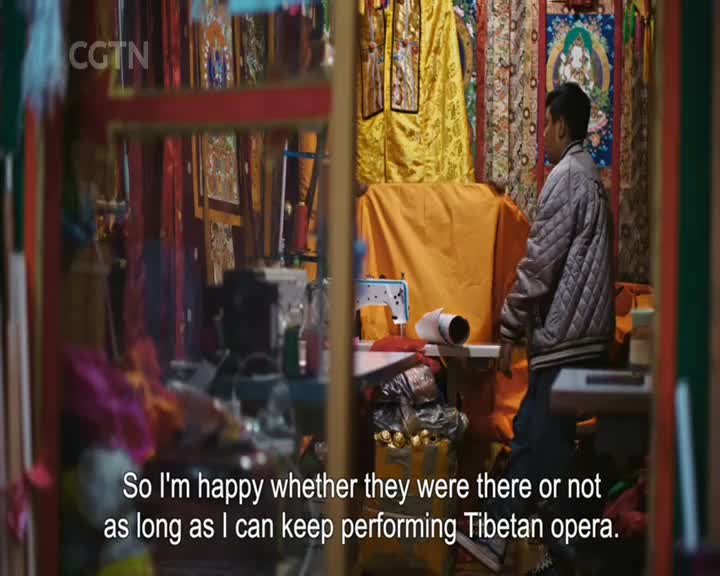 CGTN
So I'm happy whether they were there or not
as long as I can keep performing Tibetan opera.